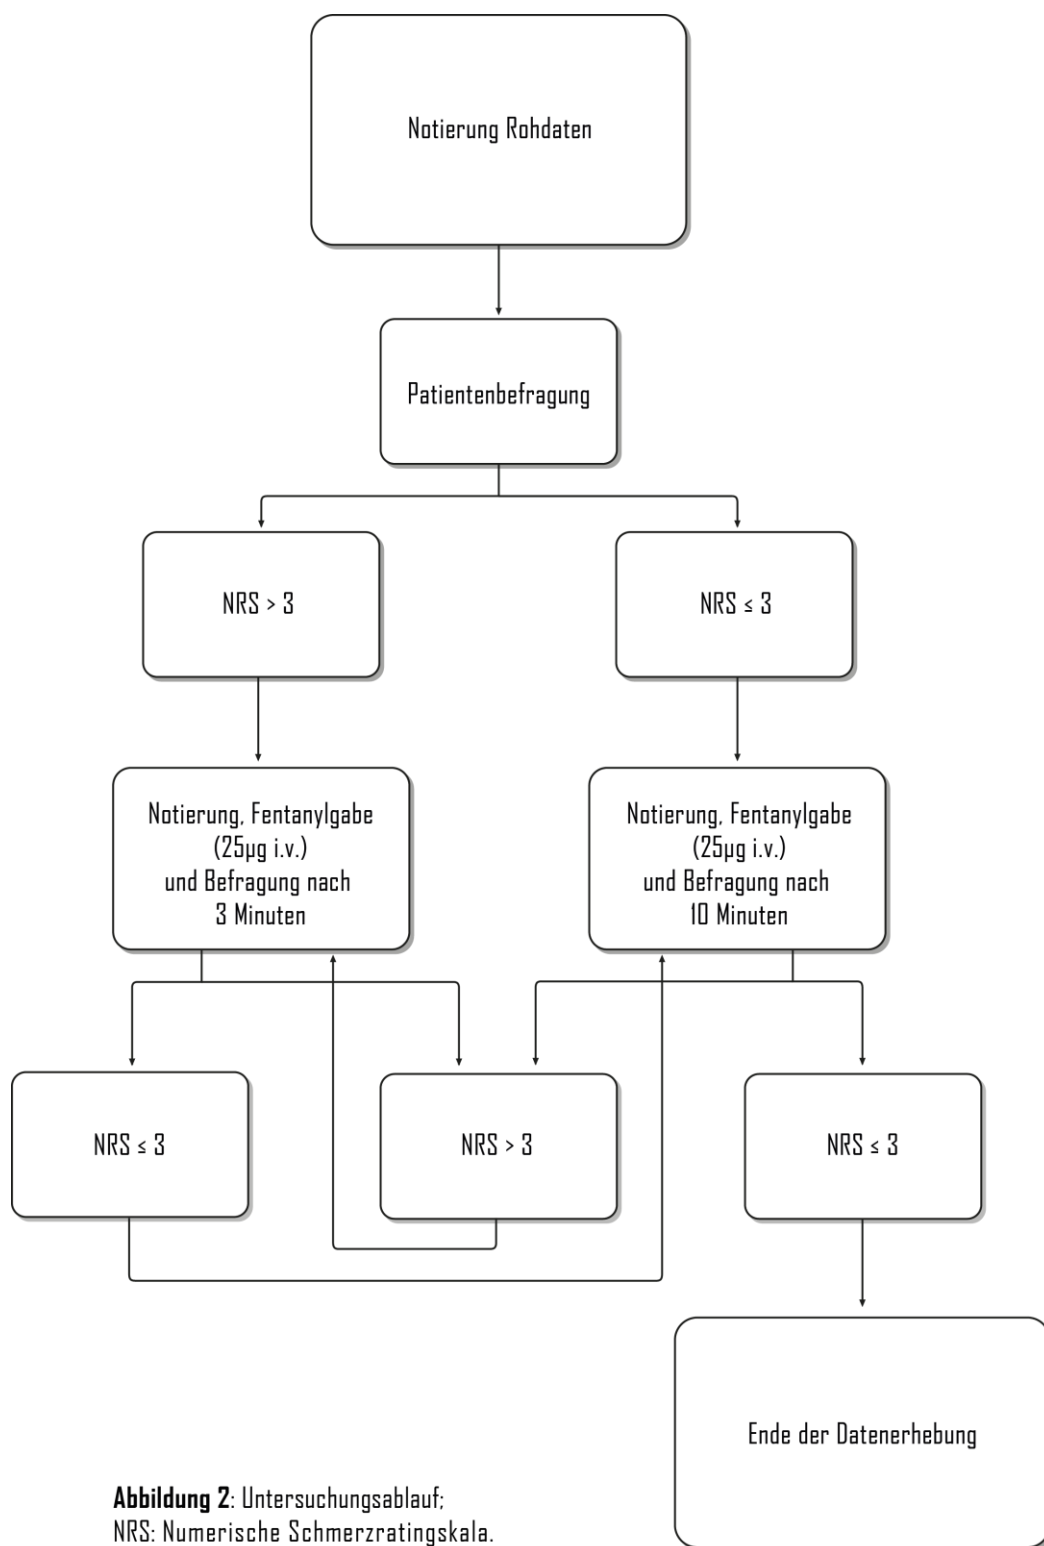 Notierung Rohdaten
Patientenbefragung
NRS > 3
NRS ≤ 3
Notierung, Fentanylgabe
(25µg i.v.)
und Befragung nach
3 Minuten
Notierung, Fentanylgabe
(25µg i.v.)
und Befragung nach
10 Minuten
NRS ≤ 3
NRS > 3
NRS ≤ 3
Ende der Datenerhebung
Abbildung 2: Untersuchungsablauf;
NRS: Numerische Schmerzratingskala.